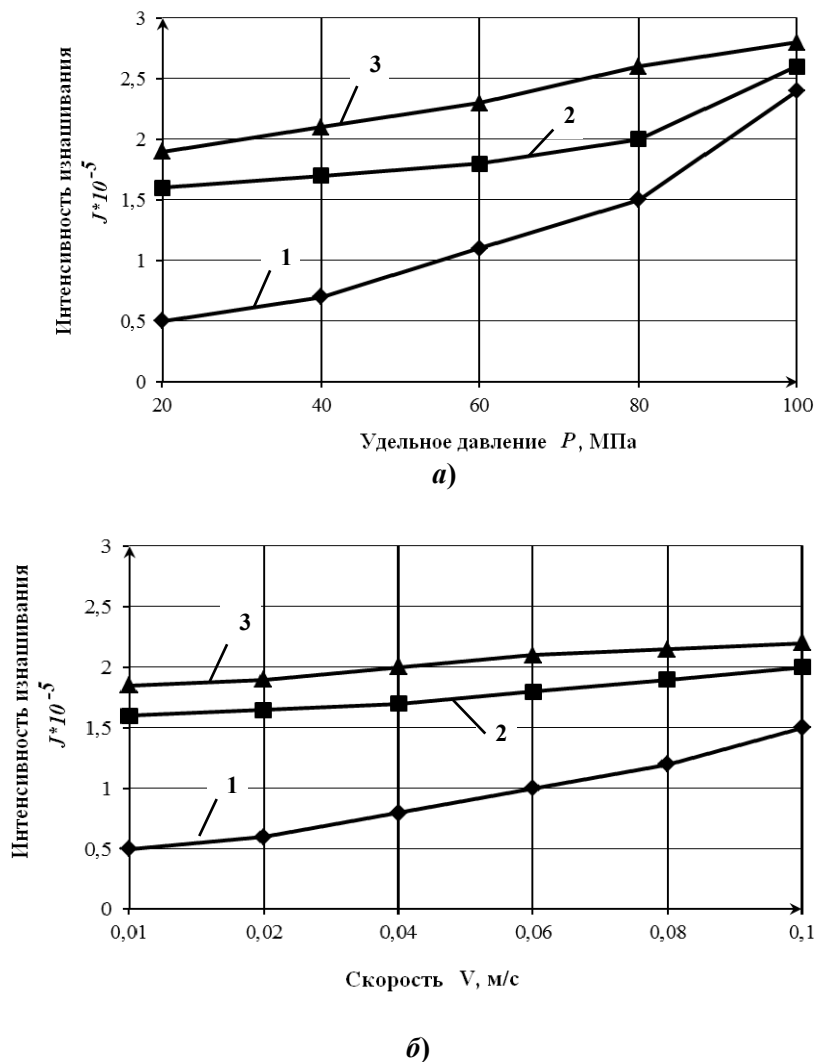 3
2,5
2
1,5
1
0,5
0
Интенсивность изнашивания
J*10⁻⁵
3
2
1
20 40 60 80 100
Удельное давление P, МПа
а)
3
2,5
2
1,5
1
0,5
0
Интенсивность изнашивания
J*10⁻⁵
3
2
1
0,01 0,02 0,04 0,06 0,08 0,1
Скорость V, м/с
б)